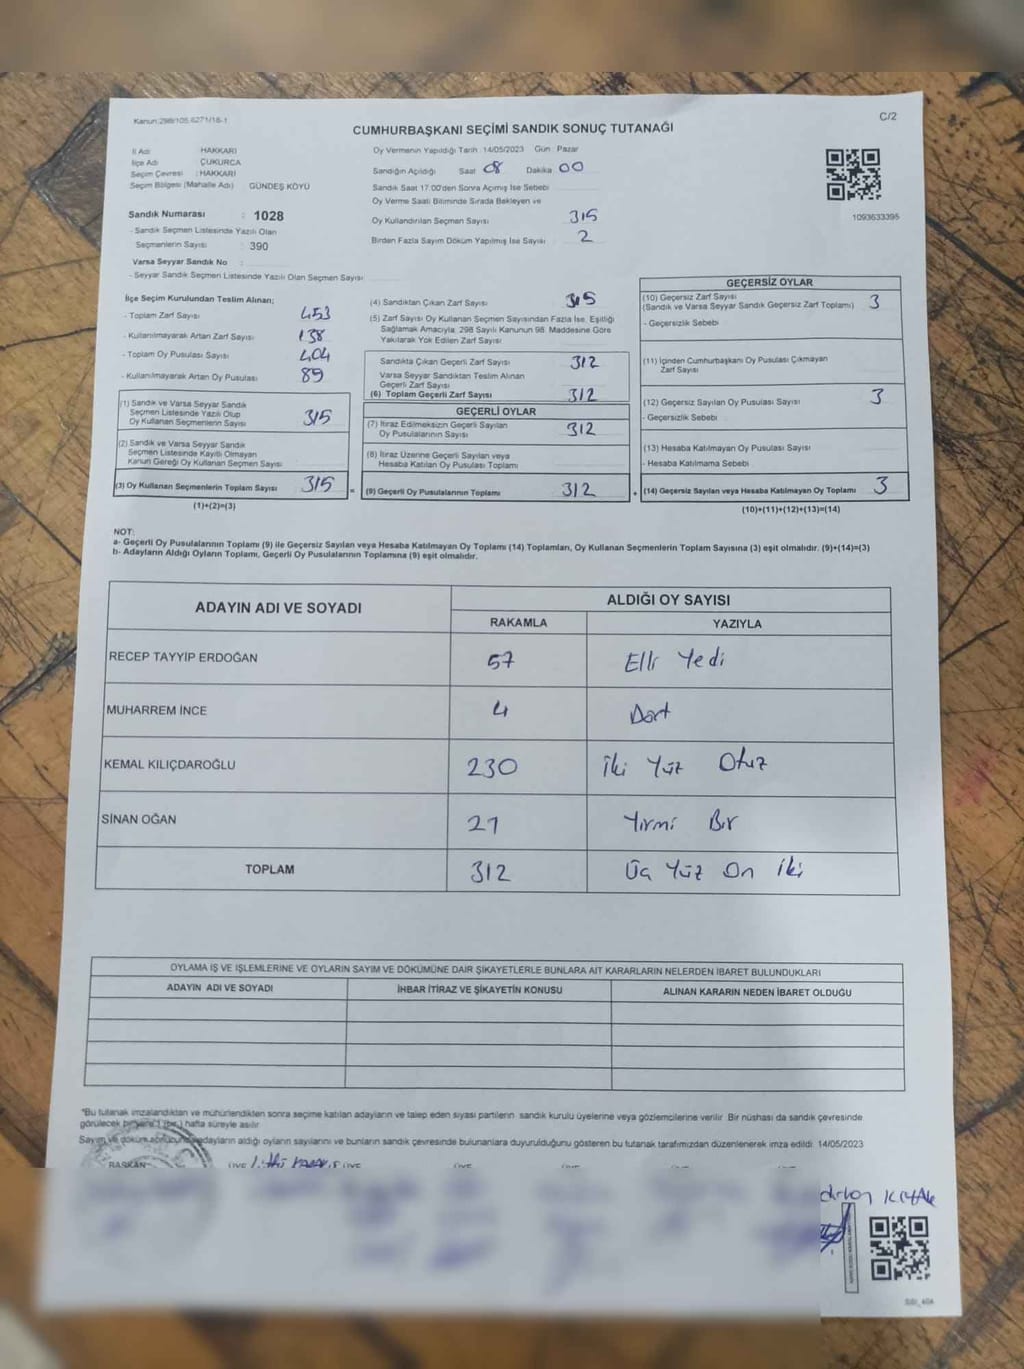 Kanun:298/105,6271/18-1
C/2
CUMHURBAŞKANI SEÇİMİ SANDIK SONUÇ TUTANAĞI
İl Adı : HAKKARİ
İlçe Adı : ÇUKURCA
Seçim Çevresi : HAKKARİ
Seçim Bölgesi (Mahalle Adı) GÜNDEŞ KÖYÜ
Sandık Numarası : 1028
- Sandık Seçmen Listesinde Yazılı Olan
Seçmenlerin Sayısı : 390
Varsa Seyyar Sandık No :
- Seyyar Sandık Seçmen Listesinde Yazılı Olan Seçmen Sayısı:
Oy Vermenin Yapıldığı Tarih :14/05/2023 Gün : Pazar
Sandığın Açıldığı Saat 08 Dakika 00
Sandık Saat 17.00'den Sonra Açılmış İse Sebebi
Oy Verme Saati Bitiminde Sırada Bekleyen ve
Oy Kullandırılan Seçmen Sayısı 315
Birden Fazla Sayım Döküm Yapılmış İse Sayısı 2
1093633395
İlçe Seçim Kurulundan Teslim Alınan;
- Toplam Zarf Sayısı 453
- Kullanılmayarak Artan Zarf Sayısı 138
- Toplam Oy Pusulası Sayısı 404
- Kullanılmayarak Artan Oy Pusulası 89
(1) Sandık ve Varsa Seyyar Sandık
Seçmen Listesinde Yazılı Olup
Oy Kullanan Seçmenlerin Sayısı 315
(2) Sandık ve Varsa Seyyar Sandık
Seçmen Listesinde Kayıtlı Olmayan
Kanun Gereği Oy Kullanan Seçmen Sayısı
(3) Oy Kullanan Seçmenlerin Toplam Sayısı 315 =
(1)+(2)=(3)
(4) Sandıktan Çıkan Zarf Sayısı 315
(5) Zarf Sayısı Oy Kullanan Seçmen Sayısından Fazla İse, Eşitliği
Sağlamak Amacıyla, 298 Sayılı Kanunun 98. Maddesine Göre
Yakılarak Yok Edilen Zarf Sayısı
Sandıkta Çıkan Geçerli Zarf Sayısı 312
Varsa Seyyar Sandıktan Teslim Alınan
Geçerli Zarf Sayısı
(6) Toplam Geçerli Zarf Sayısı 312
GEÇERLİ OYLAR
(7) İtiraz Edilmeksizin Geçerli Sayılan
Oy Pusulalarının Sayısı 312
(8) İtiraz Üzerine Geçerli Sayılan veya
Hesaba Katılan Oy Pusulası Toplamı
(9) Geçerli Oy Pusulalarının Toplamı 312 +
GEÇERSİZ OYLAR
(10) Geçersiz Zarf Sayısı
(Sandık ve Varsa Seyyar Sandık Geçersiz Zarf Toplamı) 3
- Geçersizlik Sebebi
(11) İçinden Cumhurbaşkanı Oy Pusulası Çıkmayan
Zarf Sayısı
(12) Geçersiz Sayılan Oy Pusulası Sayısı 3
- Geçersizlik Sebebi
(13) Hesaba Katılmayan Oy Pusulası Sayısı
- Hesaba Katılmama Sebebi
(14) Geçersiz Sayılan veya Hesaba Katılmayan Oy Toplamı 3
(10)+(11)+(12)+(13)=(14)
NOT:
a- Geçerli Oy Pusulalarının Toplamı (9) ile Geçersiz Sayılan veya Hesaba Katılmayan Oy Toplamı (14) Toplamları, Oy Kullanan Seçmenlerin Toplam Sayısına (3) eşit olmalıdır. (9)+(14)=(3)
b- Adayların Aldığı Oyların Toplamı, Geçerli Oy Pusulalarının Toplamına (9) eşit olmalıdır.
ADAYIN ADI VE SOYADI ALDIĞI OY SAYISI
RAKAMLA YAZIYLA
RECEP TAYYİP ERDOĞAN 57 Elli Yedi
MUHARREM İNCE 4 Dört
KEMAL KILIÇDAROĞLU 230 İki Yüz Otuz
SİNAN OĞAN 21 Yirmi Bir
TOPLAM 312 Üç Yüz On İki
OYLAMA İŞ VE İŞLEMLERİNE VE OYLARIN SAYIM VE DÖKÜMÜNE DAİR ŞİKAYETLERLE BUNLARA AİT KARARLARIN NELERDEN İBARET BULUNDUKLARI
ADAYIN ADI VE SOYADI İHBAR İTİRAZ VE ŞİKAYETİN KONUSU ALINAN KARARIN NEDEN İBARET OLDUĞU
"Bu tutanak imzalandıktan ve mühürlendikten sonra seçime katılan adayların ve talep eden siyasi partilerin sandık kurulu üyelerine veya gözlemcilerine verilir. Bir nüshası da sandık çevresinde
görülecek bir yere 1 (bir) hafta süreyle asılır.
Sayım ve döküm sonucunda adayların aldığı oyların sayılarını ve bunların sandık çevresinde bulunanlara duyurulduğunu gösteren bu tutanak tarafımızdan düzenlenerek imza edildi. 14/05/2023
BAŞKAN ÜYE ÜYE ÜYE ÜYE ÜYE ÜYE